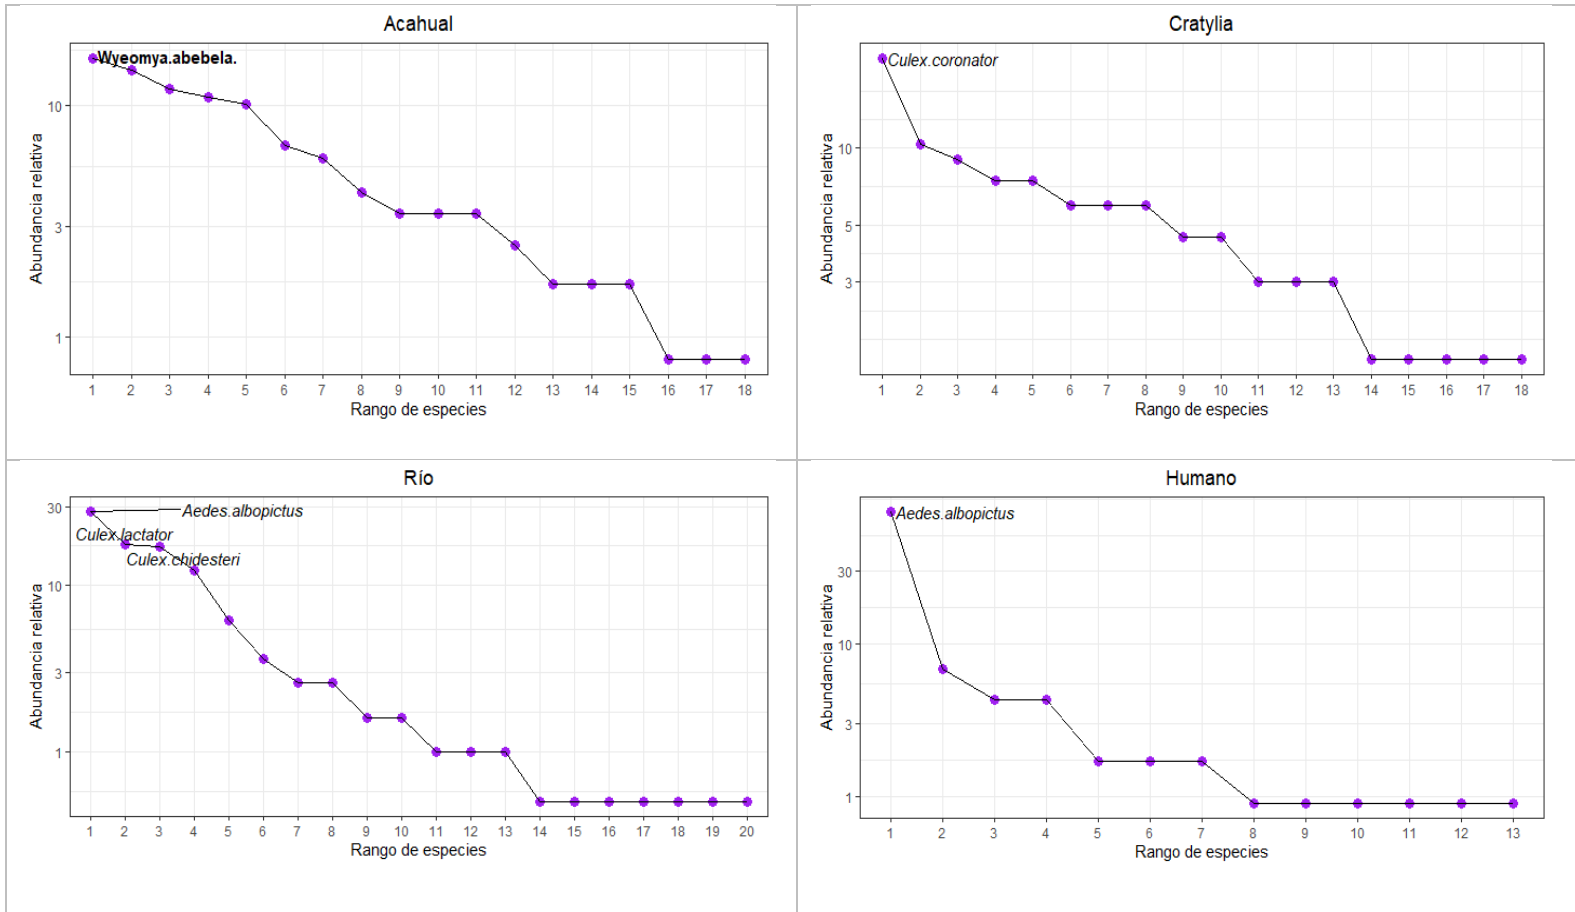 Acahual
Wyeomya.abebela.
10
3
1
Abundancia relativa
1 2 3 4 5 6 7 8 9 10 11 12 13 14 15 16 17 18
Rango de especies
Cratylia
Culex.coronator
10
5
3
Abundancia relativa
1 2 3 4 5 6 7 8 9 10 11 12 13 14 15 16 17 18
Rango de especies
Río
30
Aedes.albopictus
Culex.lactator
Culex.chidesteri
10
3
1
Abundancia relativa
1 2 3 4 5 6 7 8 9 10 11 12 13 14 15 16 17 18 19 20
Rango de especies
Humano
Aedes.albopictus
30
10
3
1
Abundancia relativa
1 2 3 4 5 6 7 8 9 10 11 12 13
Rango de especies